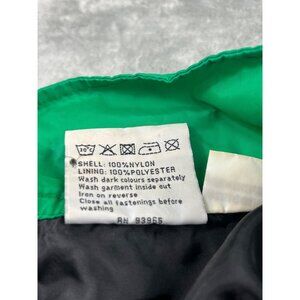 30°C
SHELL: 100%NYLON
LINING: 100%POLYESTER
Wash dark colours separately
Wash garment inside out
Iron on reverse
Close all fastenings before
washing
RN 93965